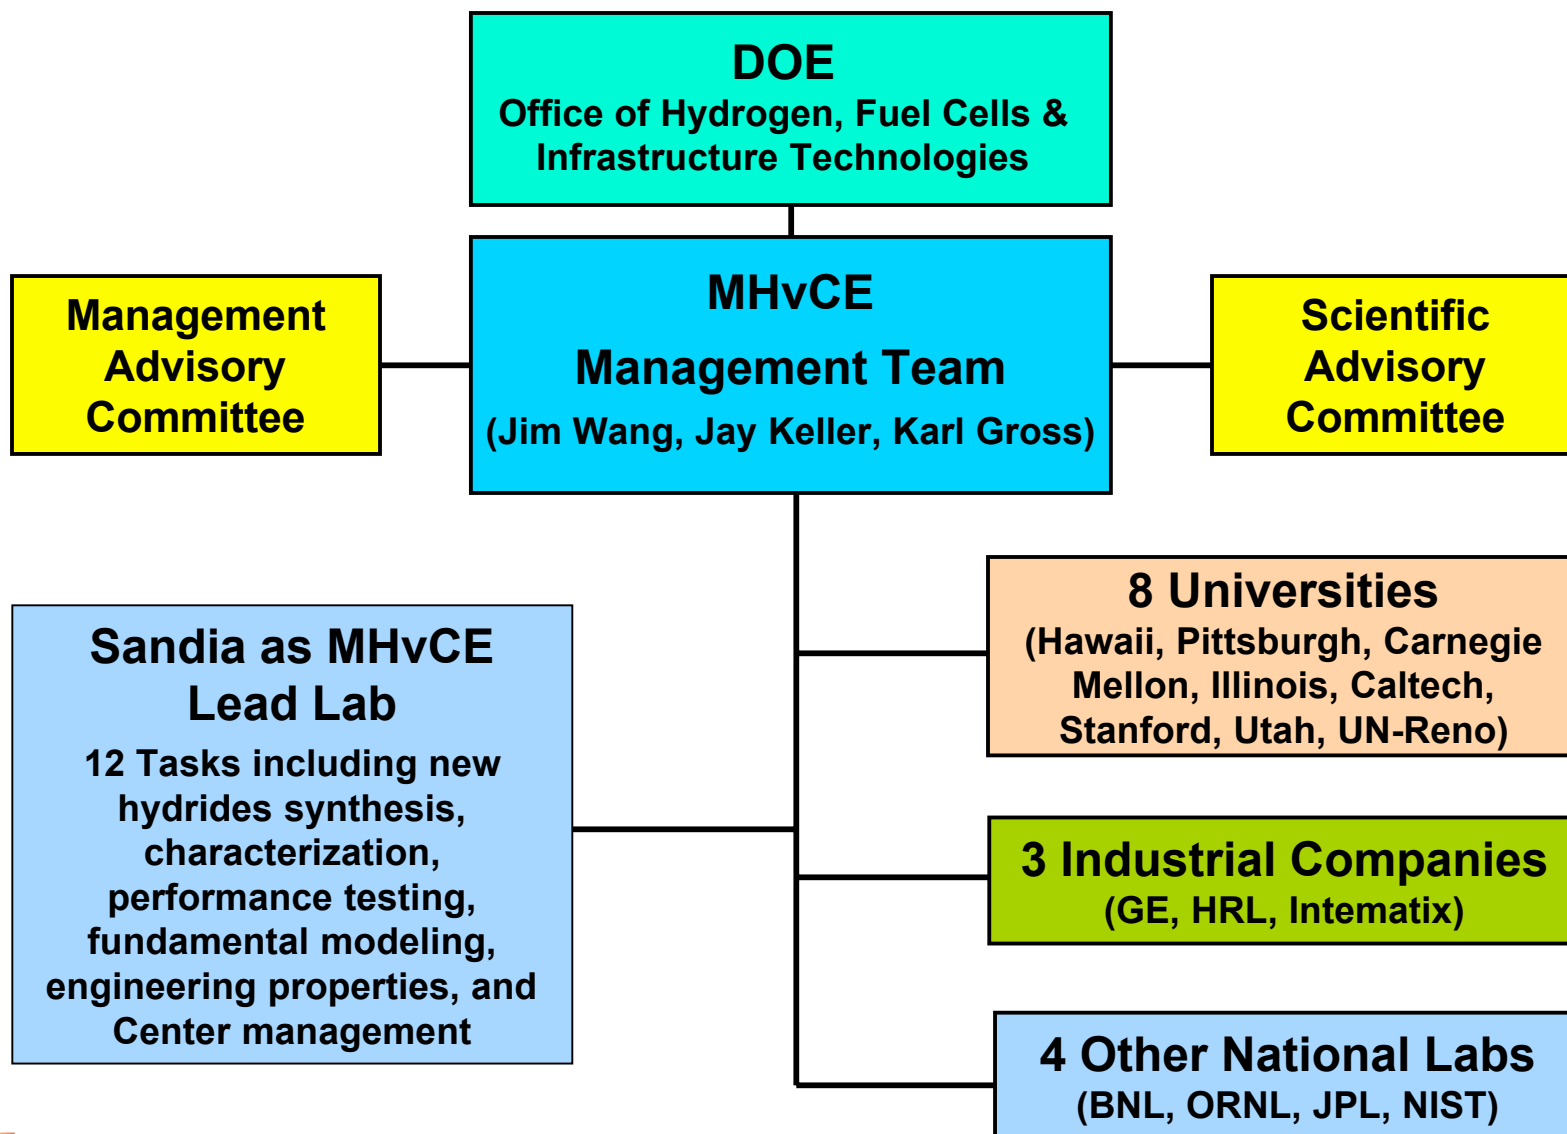 DOE
Office of Hydrogen, Fuel Cells &
Infrastructure Technologies
MHvCE
Management Team
(Jim Wang, Jay Keller, Karl Gross)
Management
Advisory
Committee
Scientific
Advisory
Committee
Sandia as MHvCE
Lead Lab
12 Tasks including new
hydrides synthesis,
characterization,
performance testing,
fundamental modeling,
engineering properties, and
Center management
8 Universities
(Hawaii, Pittsburgh, Carnegie
Mellon, Illinois, Caltech,
Stanford, Utah, UN-Reno)
3 Industrial Companies
(GE, HRL, Intematix)
4 Other National Labs
(BNL, ORNL, JPL, NIST)